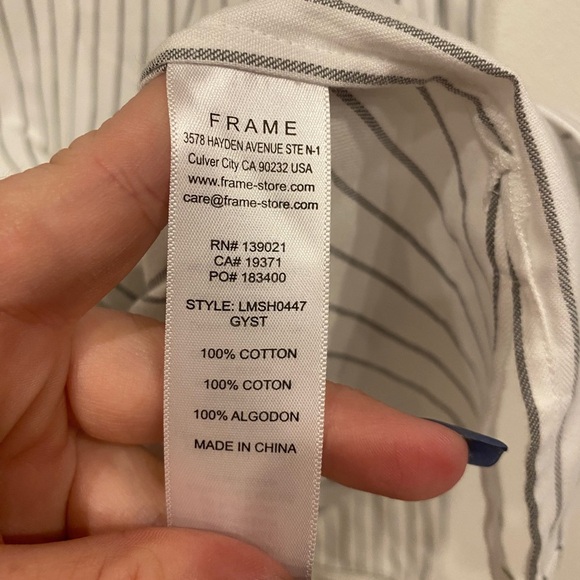 FRAME
3578 HAYDEN AVENUE STE N-1
Culver City CA 90232 USA
www.frame-store.com
care@frame-store.com
RN# 139021
CA# 19371
PO# 183400
STYLE: LMSH0447
GYST
100% COTTON
100% COTON
100% ALGODON
MADE IN CHINA